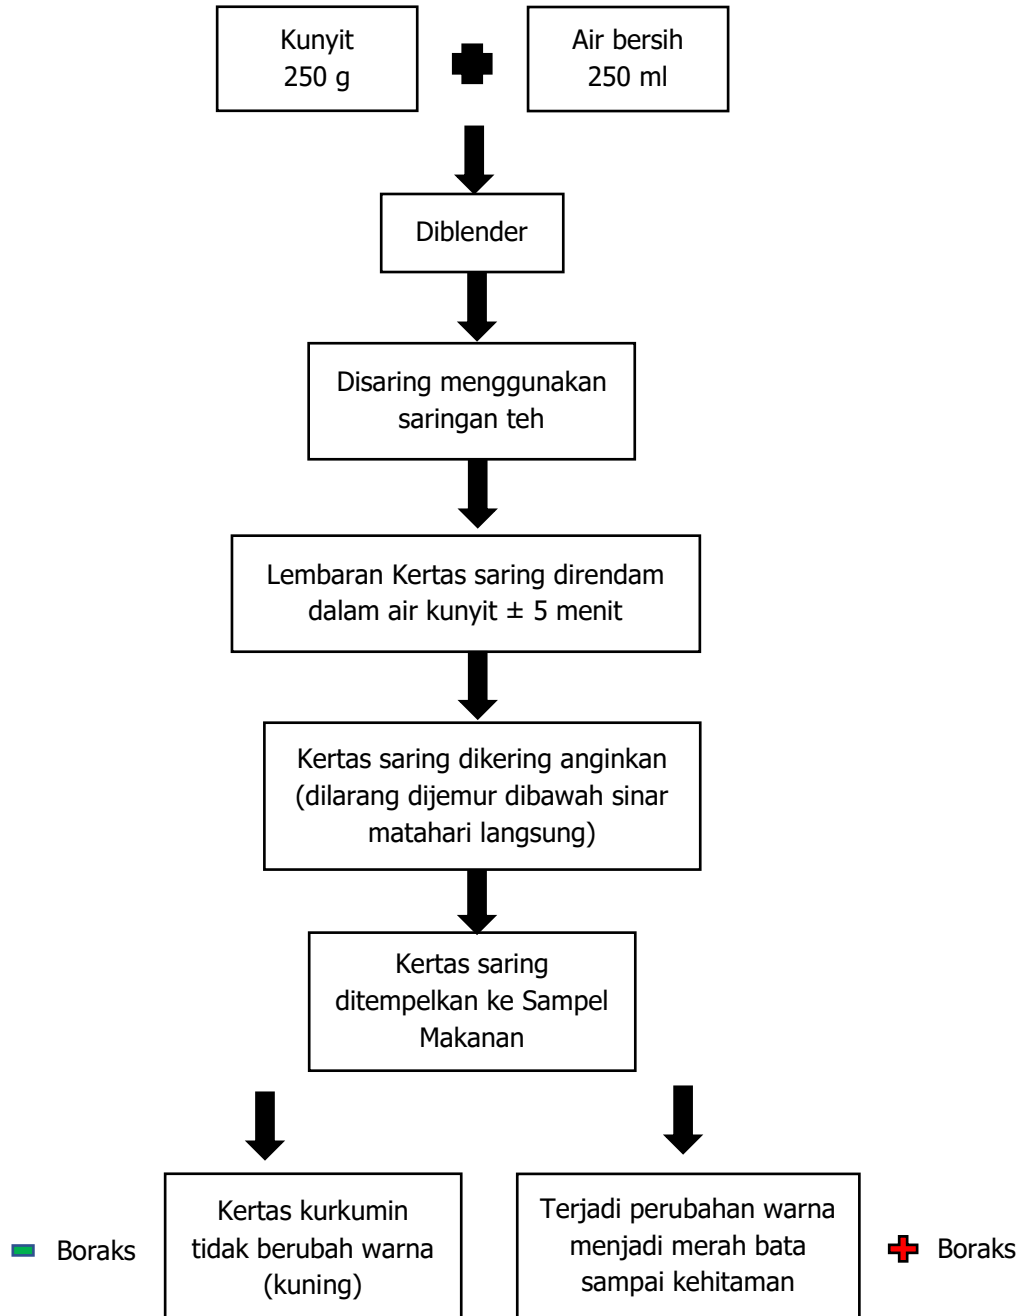 Kunyit
250 g
Air bersih
250 ml
Diblender
Disaring menggunakan
saringan teh
Lembaran Kertas saring direndam
dalam air kunyit ± 5 menit
Kertas saring dikering anginkan
(dilarang dijemur dibawah sinar
matahari langsung)
Kertas saring
ditempelkan ke Sampel
Makanan
Boraks
Kertas kurkumin
tidak berubah warna
(kuning)
Terjadi perubahan warna
menjadi merah bata
sampai kehitaman
Boraks